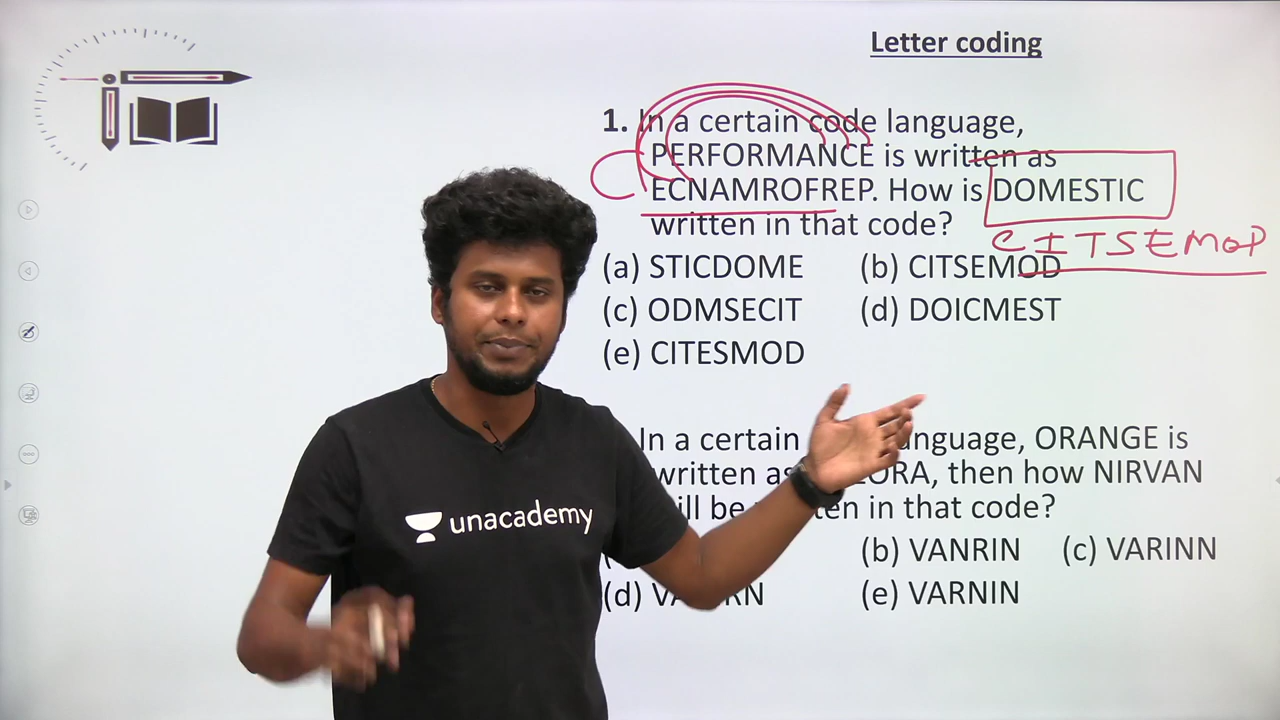 Letter coding
1. In a certain code language,
PERFORMANCE is written as
ECNAMROFREP. How is DOMESTIC
written in that code?
CITSEMOD
(a) STICDOME (b) CITSEMOD
(c) ODMSECIT (d) DOICMEST
(e) CITESMOD
In a certain language, ORANGE is
written as ORA, then how NIRVAN
in that code?
(b) VANRIN (c) VARINN
(d) (e) VARNIN
unacademy